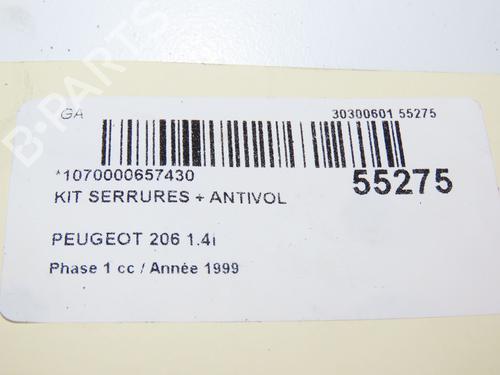 GA 30300601 55275
*1070000657430 55275
KIT SERRURES + ANTIVOL
PEUGEOT 206 1.4i
Phase 1 cc / Année 1999
B-PARTS